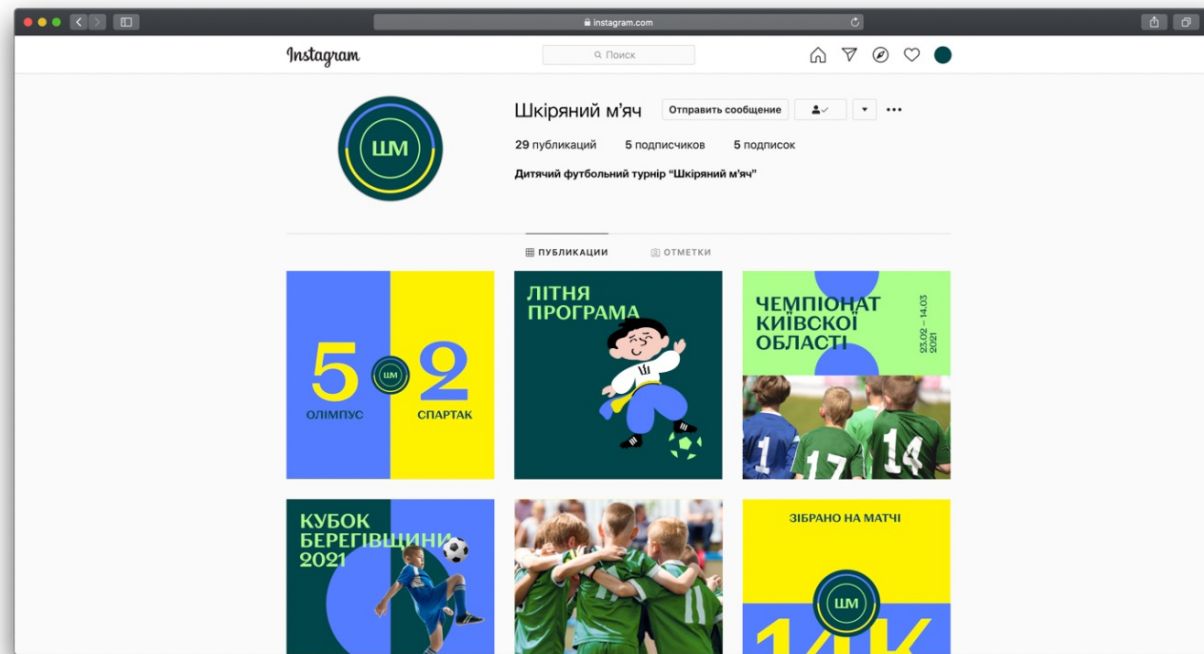 instagram.com
Instagram
Поиск
ШМ
Шкіряний м'яч
Отправить сообщение
29 публикаций 5 подписчиков 5 подписок
Дитячий футбольний турнір “Шкіряний м'яч”
ПУБЛИКАЦИИ ОТМЕТКИ
5 ШМ 2
ОЛІМПУС СПАРТАК
ЛІТНЯ
ПРОГРАМА
Ш
ЧЕМПІОНАТ
КИЇВСКОЇ
ОБЛАСТІ
23.02 – 14.03
2021
1 17 14
КУБОК
БЕРЕГІВЩИНИ
2021
ЗІБРАНО НА МАТЧІ
ШМ
14K